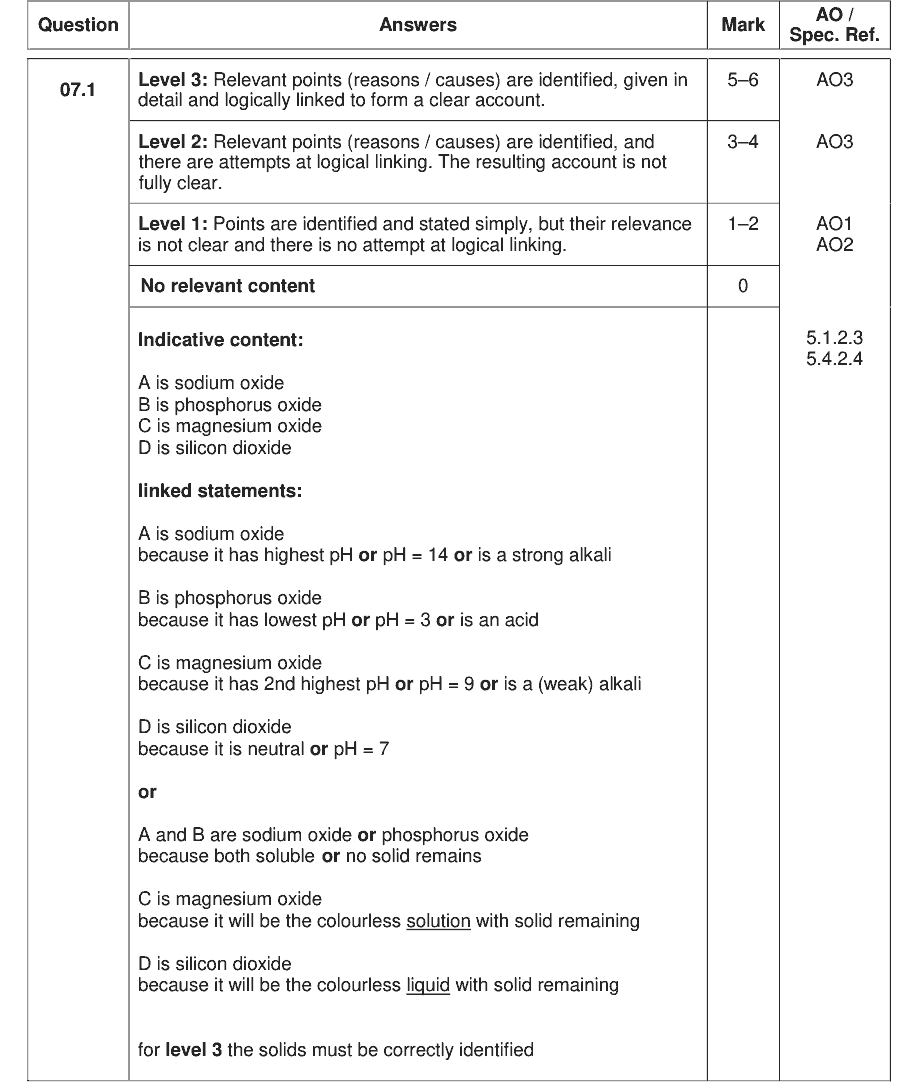 Question
Answers
Mark
AO /
Spec. Ref.
07.1
Level 3: Relevant points (reasons / causes) are identified, given in
detail and logically linked to form a clear account.
5–6
AO3
Level 2: Relevant points (reasons / causes) are identified, and
there are attempts at logical linking. The resulting account is not
fully clear.
3–4
AO3
Level 1: Points are identified and stated simply, but their relevance
is not clear and there is no attempt at logical linking.
1–2
AO1
AO2
No relevant content
0
Indicative content:
5.1.2.3
5.4.2.4
A is sodium oxide
B is phosphorus oxide
C is magnesium oxide
D is silicon dioxide
linked statements:
A is sodium oxide
because it has highest pH or pH = 14 or is a strong alkali
B is phosphorus oxide
because it has lowest pH or pH = 3 or is an acid
C is magnesium oxide
because it has 2nd highest pH or pH = 9 or is a (weak) alkali
D is silicon dioxide
because it is neutral or pH = 7
or
A and B are sodium oxide or phosphorus oxide
because both soluble or no solid remains
C is magnesium oxide
because it will be the colourless solution with solid remaining
D is silicon dioxide
because it will be the colourless liquid with solid remaining
for level 3 the solids must be correctly identified